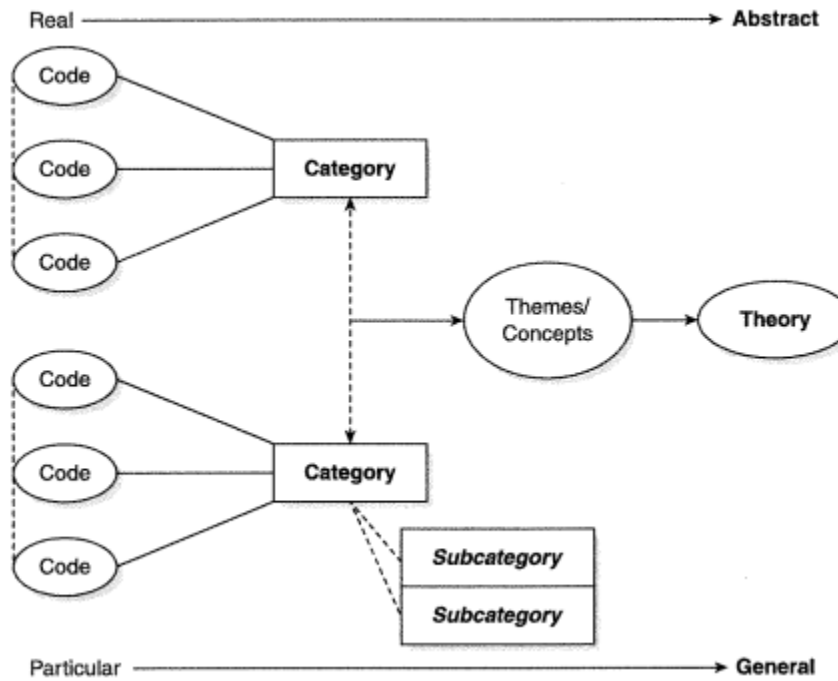 Real
Abstract
Code
Code
Category
Code
Themes/
Concepts
Theory
Code
Code
Category
Code
Subcategory
Subcategory
Particular
General